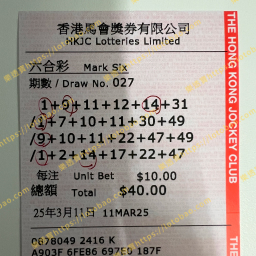 香港馬會獎券有限公司
HKJC Lotteries Limited
六合彩 Mark Six
期數 / Draw No. 027
1+9+11+12+14+31
/1+7+10+11+30+49
/9+10+11+22+47+49
/1+2+14+17+22+47
每注 Unit Bet $10.00
總額 Total $40.00
25年3月11日 11MAR25
0B78049 2416 K
A903F 6FE86 697E0 187F
THE HONG KONG JOCKEY CLUB
THE